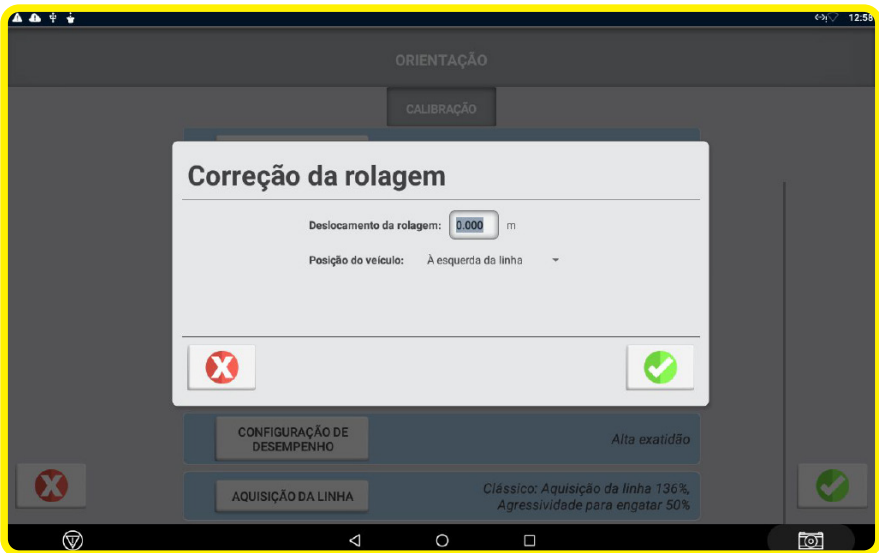 12:58
ORIENTAÇÃO
CALIBRAÇÃO
Correção da rolagem
Deslocamento da rolagem: 0.000 m
Posição do veículo: À esquerda da linha
CONFIGURAÇÃO DE
DESEMPENHO
Alta exatidão
AQUISIÇÃO DA LINHA
Clássico: Aquisição da linha 136%,
Agressividade para engatar 50%